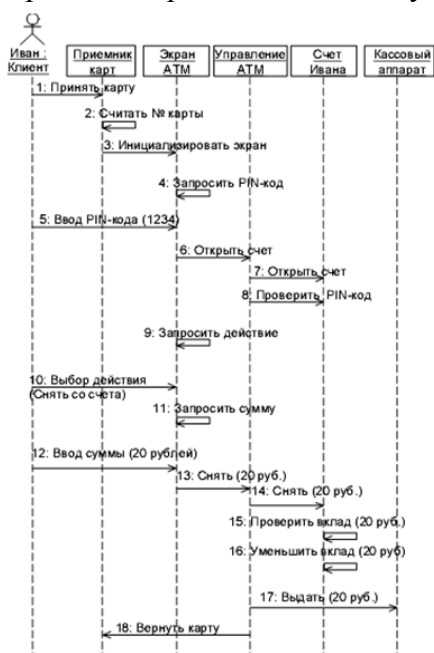 Иван :
Клиент
Приемник
карт
Экран
АТМ
Управление
АТМ
Счет
Ивана
Кассовый
аппарат
1: Принять карту
2: Считать № карты
3: Инициализировать экран
4: Запросить PIN-код
5: Ввод PIN-кода (1234)
6: Открыть счет
7: Открыть счет
8: Проверить PIN-код
9: Запросить действие
10: Выбор действия
(Снять со счета)
11: Запросить сумму
12: Ввод суммы (20 рублей)
13: Снять (20 руб.)
14: Снять (20 руб.)
15: Проверить вклад (20 руб.)
16: Уменьшить вклад (20 руб)
17: Выдать (20 руб.)
18: Вернуть карту